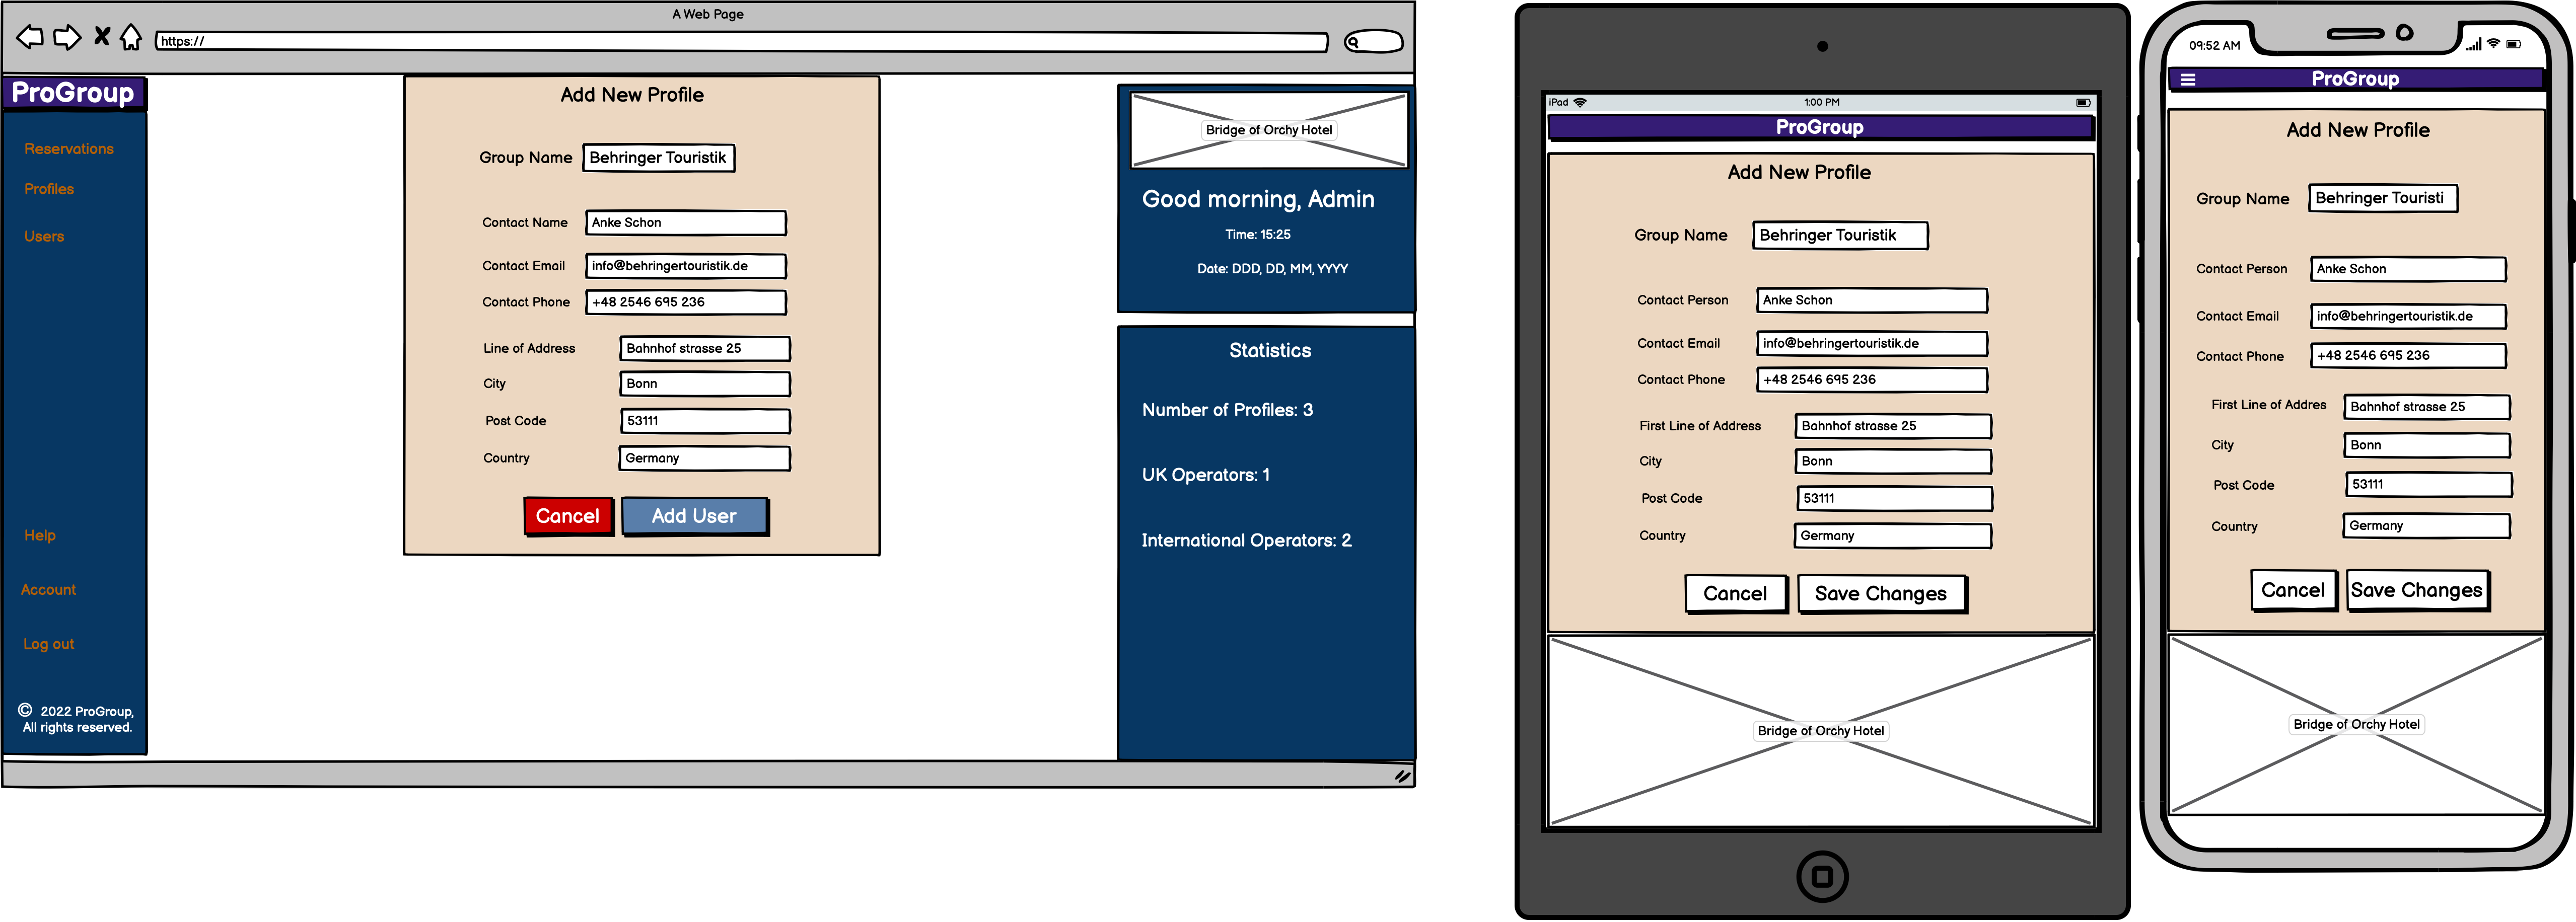 A Web Page
https://
ProGroup
Reservations
Profiles
Users
Help
Account
Log out
© 2022 ProGroup,
All rights reserved.
Add New Profile
Group Name Behringer Touristik
Contact Name Anke Schon
Contact Email info@behringertouristik.de
Contact Phone +48 2546 695 236
Line of Address Bahnhof strasse 25
City Bonn
Post Code 53111
Country Germany
Cancel Add User
Bridge of Orchy Hotel
Good morning, Admin
Time: 15:25
Date: DDD, DD, MM, YYYY
Statistics
Number of Profiles: 3
UK Operators: 1
International Operators: 2
iPad 1:00 PM
ProGroup
Add New Profile
Group Name Behringer Touristik
Contact Person Anke Schon
Contact Email info@behringertouristik.de
Contact Phone +48 2546 695 236
First Line of Address Bahnhof strasse 25
City Bonn
Post Code 53111
Country Germany
Cancel Save Changes
Bridge of Orchy Hotel
09:52 AM
ProGroup
Add New Profile
Group Name Behringer Touristi
Contact Person Anke Schon
Contact Email info@behringertouristik.de
Contact Phone +48 2546 695 236
First Line of Addres Bahnhof strasse 25
City Bonn
Post Code 53111
Country Germany
Cancel Save Changes
Bridge of Orchy Hotel